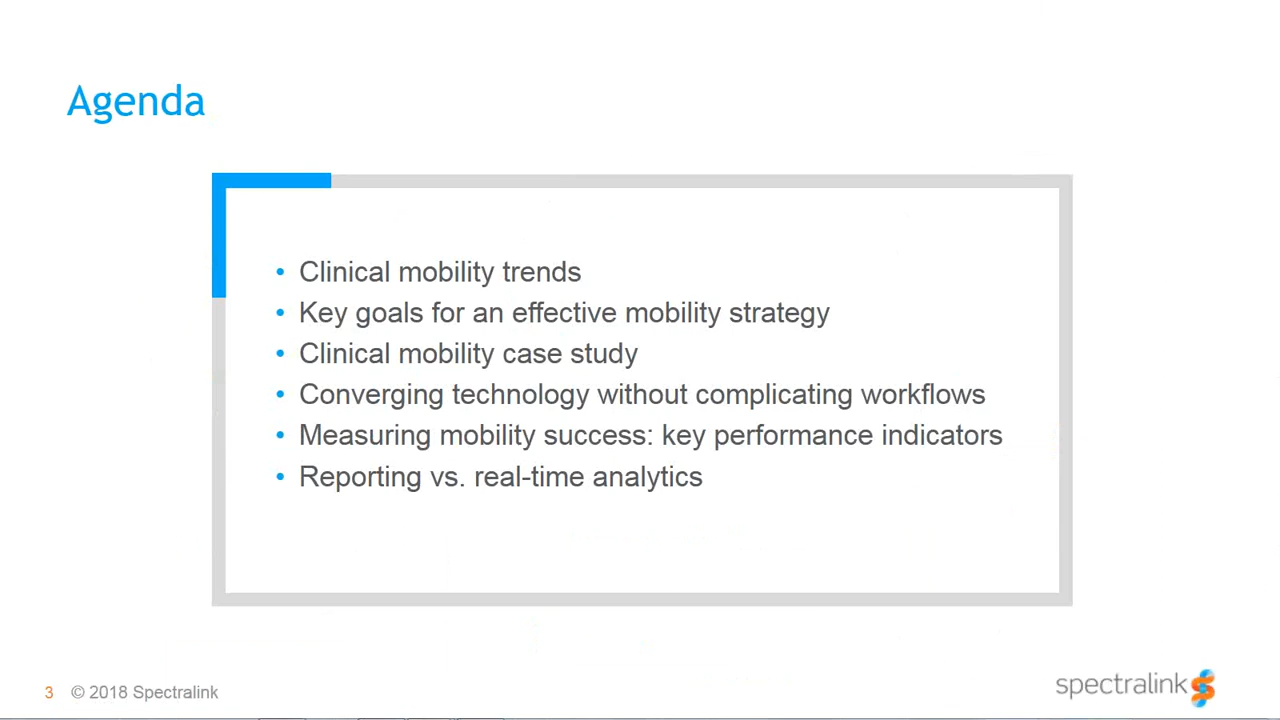 Agenda
• Clinical mobility trends
• Key goals for an effective mobility strategy
• Clinical mobility case study
• Converging technology without complicating workflows
• Measuring mobility success: key performance indicators
• Reporting vs. real-time analytics
3 © 2018 Spectralink
spectralink